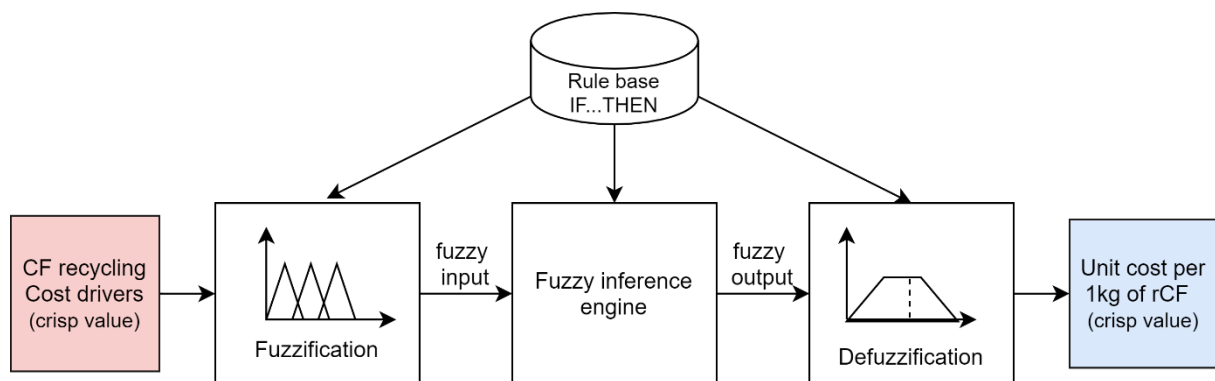 Rule base
IF...THEN
CF recycling
Cost drivers
(crisp value)
Fuzzification
fuzzy
input
Fuzzy inference
engine
fuzzy
output
Defuzzification
Unit cost per
1kg of rCF
(crisp value)